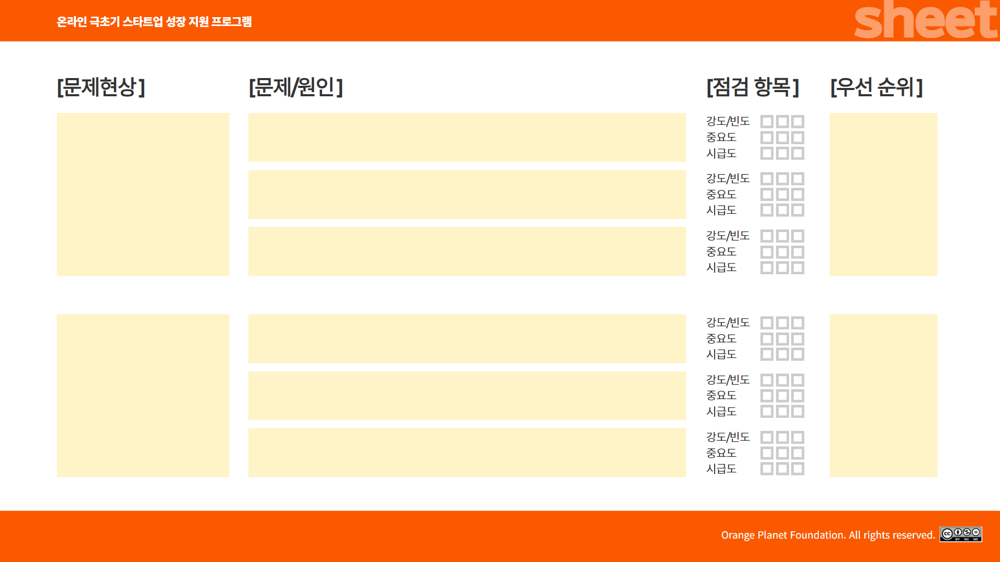 온라인 극초기 스타트업 성장 지원 프로그램
sheet
[문제현상] [문제/원인] [점검 항목] [우선 순위]
강도/빈도
중요도
시급도
강도/빈도
중요도
시급도
강도/빈도
중요도
시급도
강도/빈도
중요도
시급도
강도/빈도
중요도
시급도
강도/빈도
중요도
시급도
Orange Planet Foundation. All rights reserved.
cc
BY NC ND